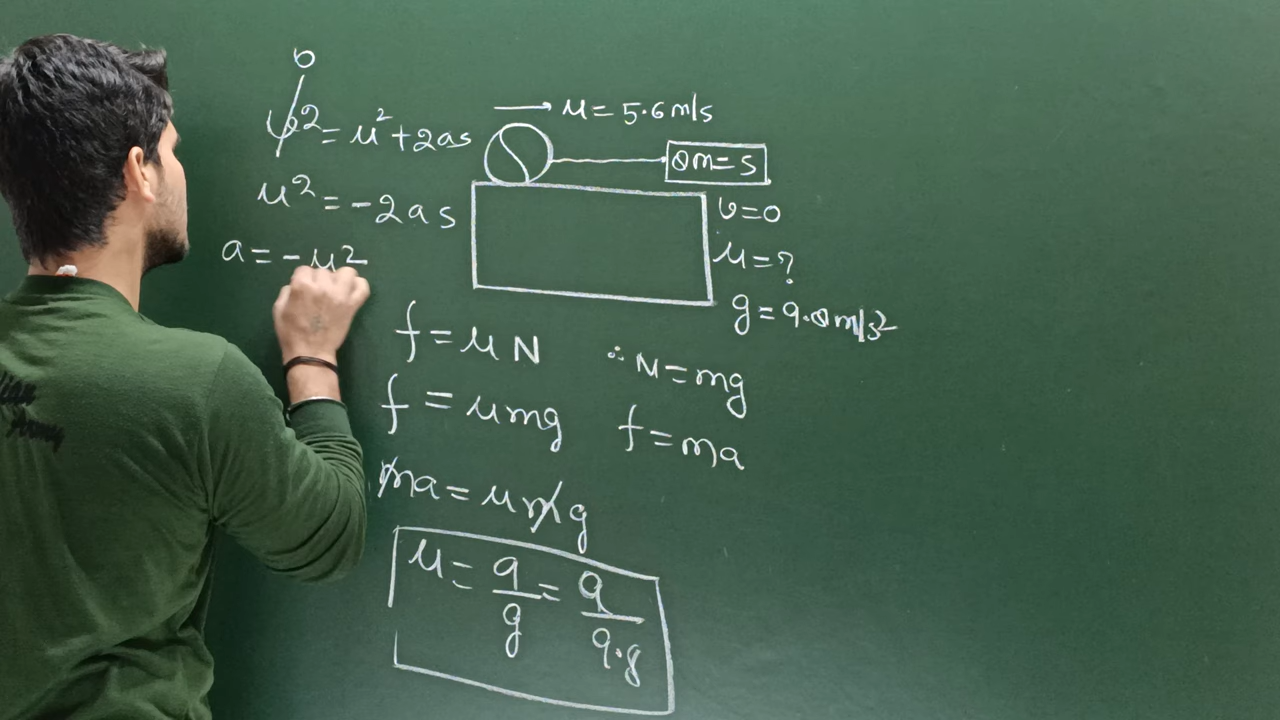 0
v² = u² + 2as
u² = -2as
a = -u²
→ u = 5.6 m/s
8m = s
v = 0
μ = ?
g = 9.8 m/s²
f = μN
∴ N = mg
f = μmg
f = ma
ma = μmg
μ = a/g = a/9.8